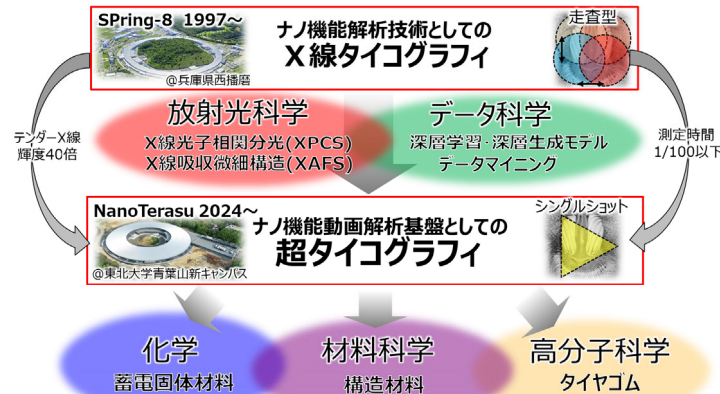 SPring-8 1997～
@兵庫県西播磨
ナノ機能解析技術としての
X線タイコグラフィ
走査型
テンダーX線
輝度40倍
放射光科学
X線光子相関分光(XPCS)
X線吸収微細構造(XAFS)
データ科学
深層学習・深層生成モデル
データマイニング
測定時間
1/100以下
NanoTerasu 2024～
@東北大学青葉山新キャンパス
ナノ機能動画解析基盤としての
超タイコグラフィ
シングルショット
化学
蓄電固体材料
材料科学
構造材料
高分子科学
タイヤゴム